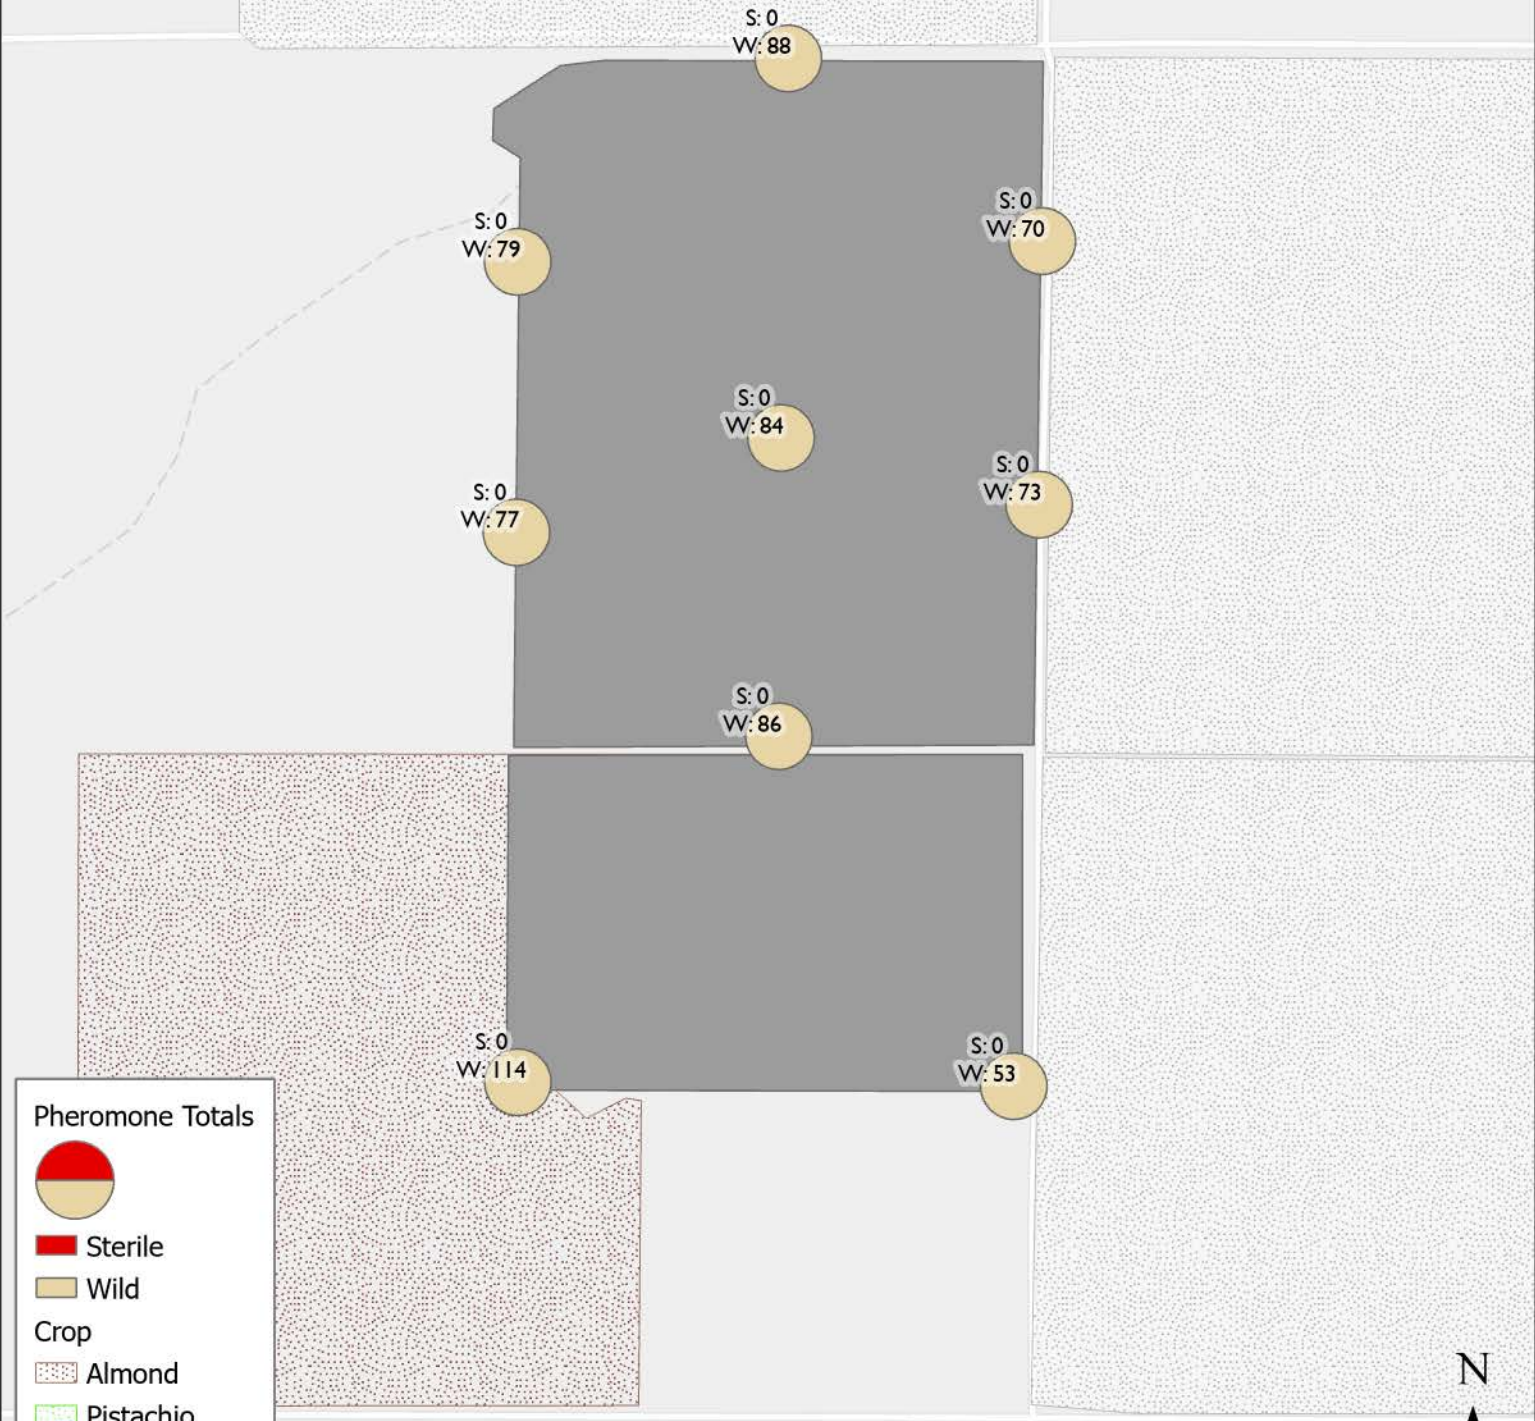 S: 0
W: 88
S: 0
W: 70
S: 0
W: 79
S: 0
W: 84
S: 0
W: 73
S: 0
W: 77
S: 0
W: 86
S: 0
W: 114
S: 0
W: 53
Pheromone Totals
Sterile
Wild
Crop
Almond
Pistachio
N